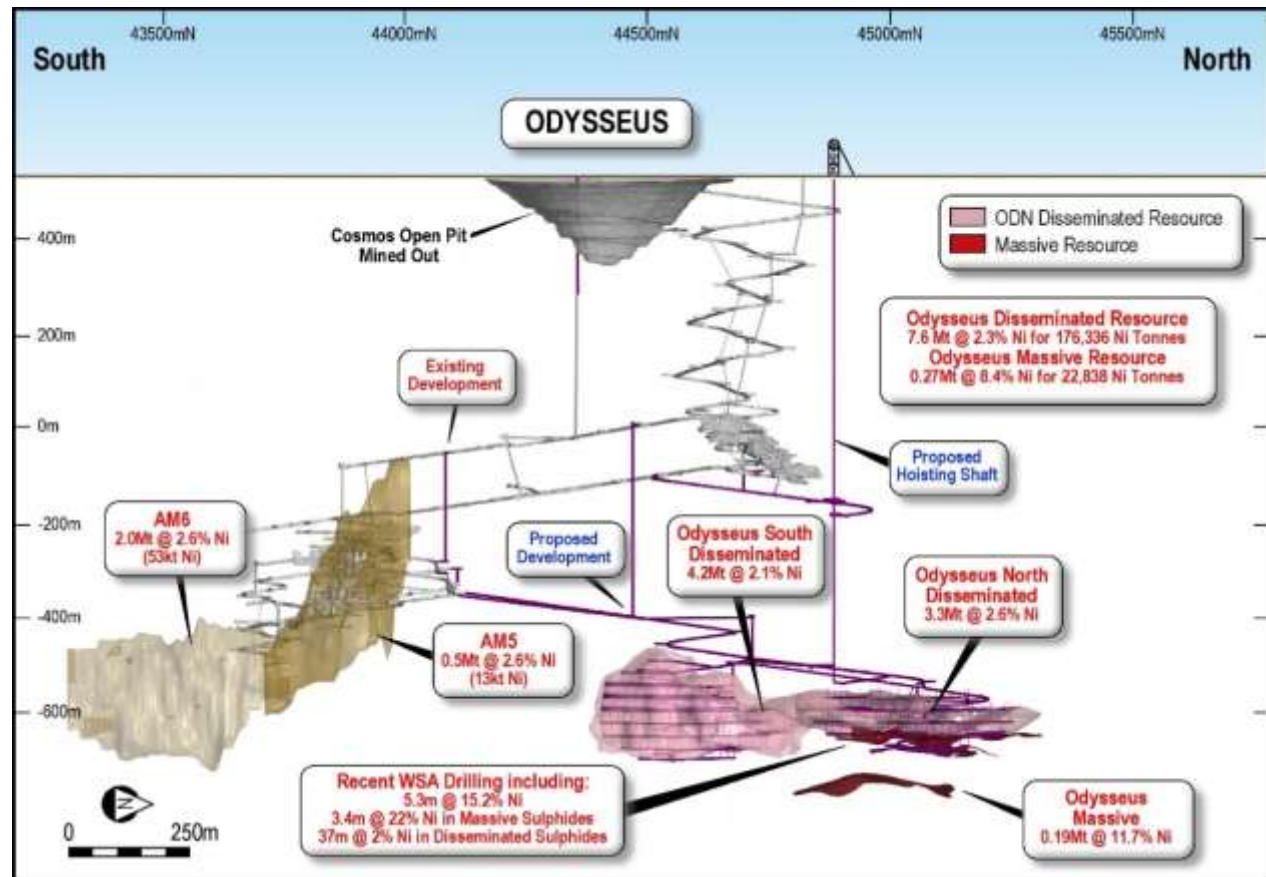 43500mN
44000mN
44500mN
45000mN
45500mN
South
North
ODYSSEUS
ODN Disseminated Resource
Massive Resource
400m
Cosmos Open Pit
Mined Out
Odysseus Disseminated Resource
7.6 Mt @ 2.3% Ni for 176,336 Ni Tonnes
Odysseus Massive Resource
0.27Mt @ 8.4% Ni for 22,838 Ni Tonnes
200m
Existing
Development
0m
Proposed
Hoisting Shaft
-200m
AM6
2.0Mt @ 2.6% Ni
(53kt Ni)
Proposed
Development
Odysseus South
Disseminated
4.2Mt @ 2.1% Ni
Odysseus North
Disseminated
3.3Mt @ 2.6% Ni
-400m
AM5
0.5Mt @ 2.6% Ni
(13kt Ni)
-600m
Recent WSA Drilling including:
5.3m @ 15.2% Ni
3.4m @ 22% Ni in Massive Sulphides
37m @ 2% Ni in Disseminated Sulphides
Odysseus
Massive
0.19Mt @ 11.7% Ni
N
0
250m